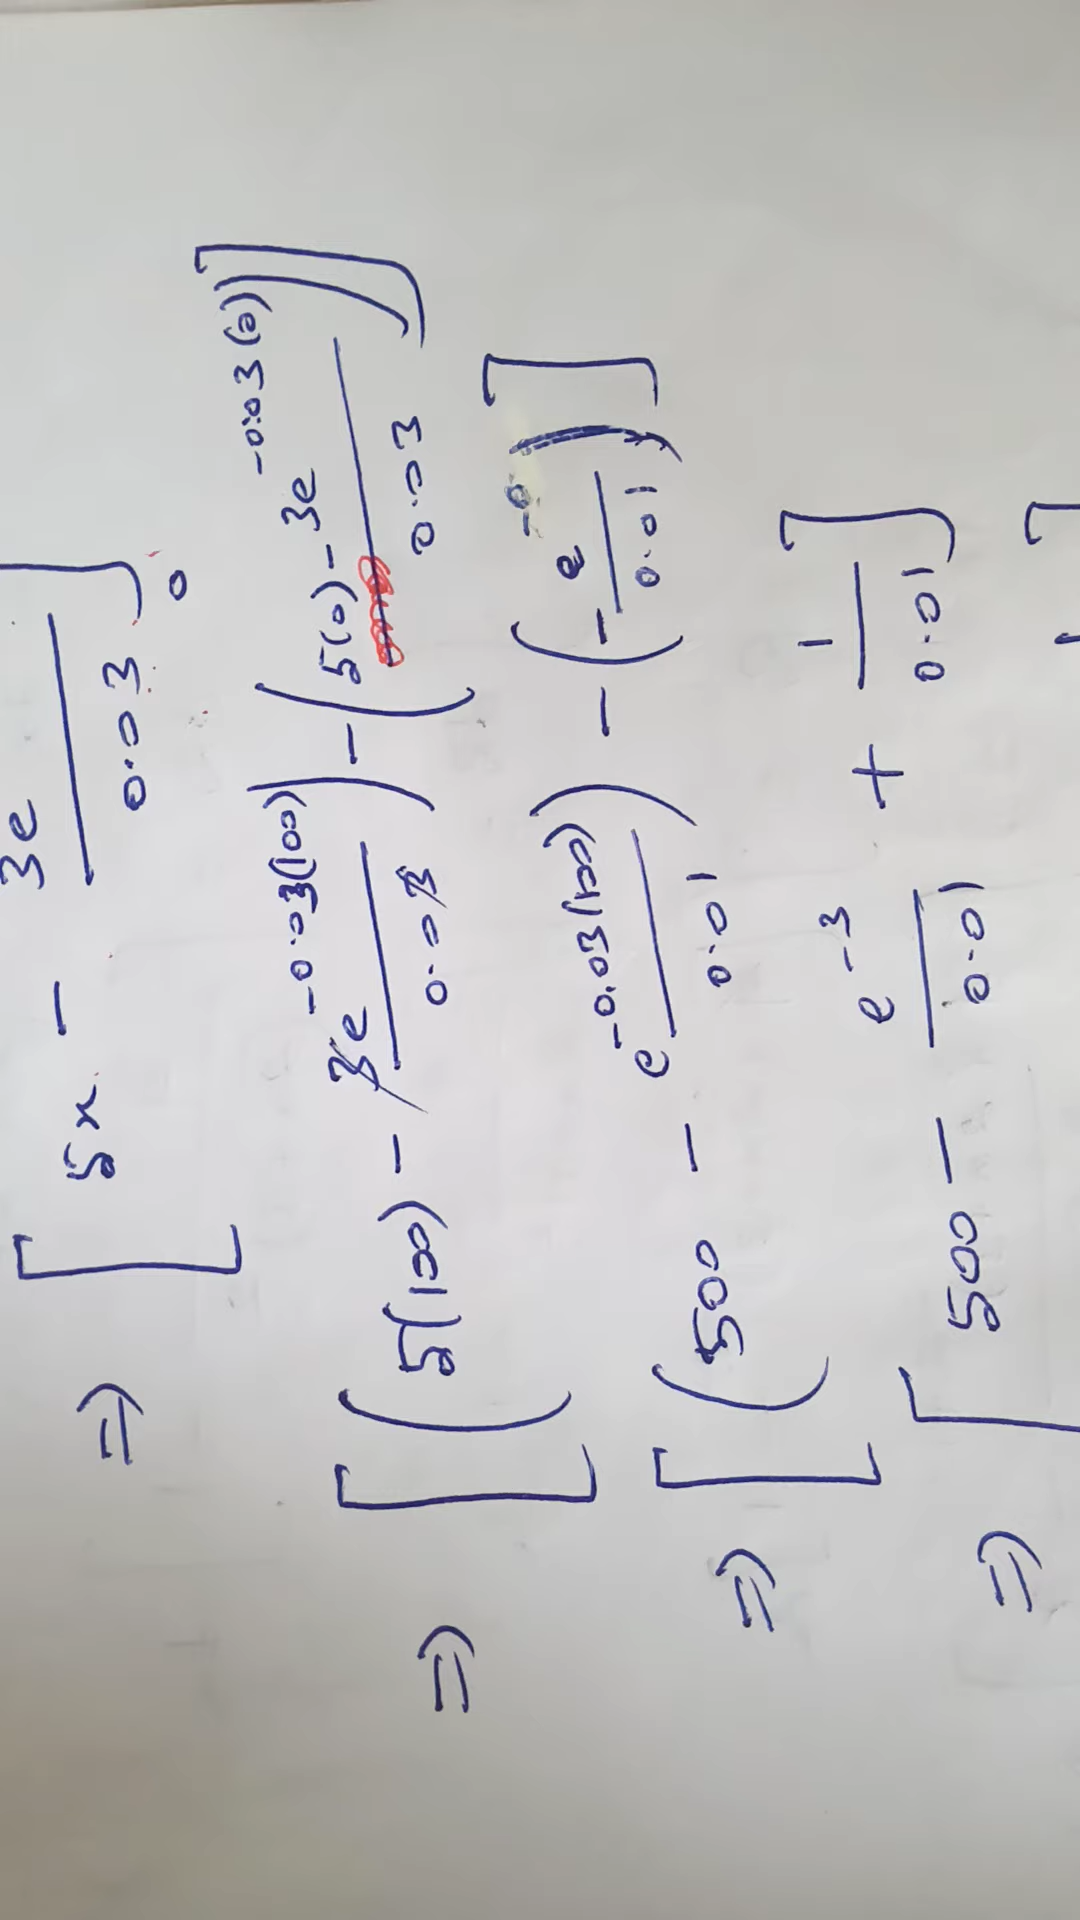 ⇒ [5x - 3e/0.03]₀
⇒ [(5(100) - 3e^-0.03(100)/0.03) - (5(0) - 3e^-0.03(0)/0.03)]
⇒ [(500 - e^-0.03(100)/0.01) - (-e^-0/0.01)]
⇒ [500 - e^-3/0.01 + 1/0.01]